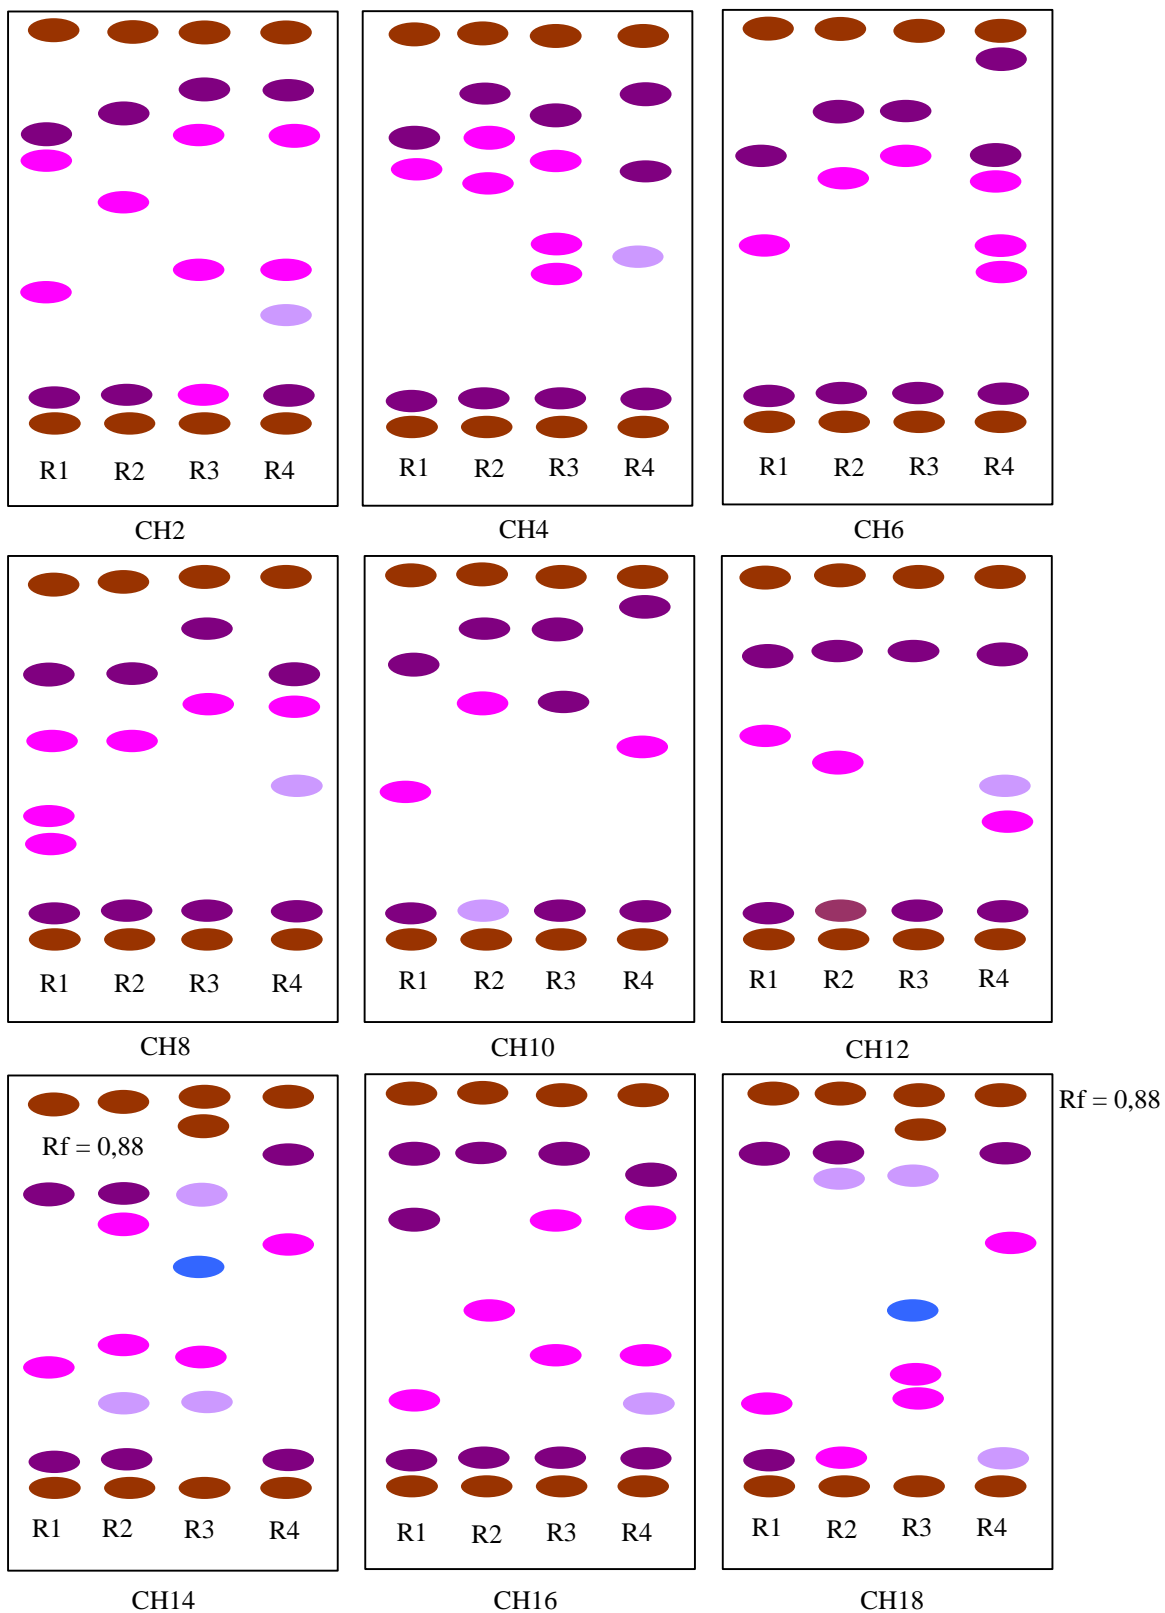 R1 R2 R3 R4
R1 R2 R3 R4
R1 R2 R3 R4
CH2
CH4
CH6
R1 R2 R3 R4
R1 R2 R3 R4
R1 R2 R3 R4
CH8
CH10
CH12
Rf = 0,88
Rf = 0,88
R1 R2 R3 R4
R1 R2 R3 R4
R1 R2 R3 R4
CH14
CH16
CH18